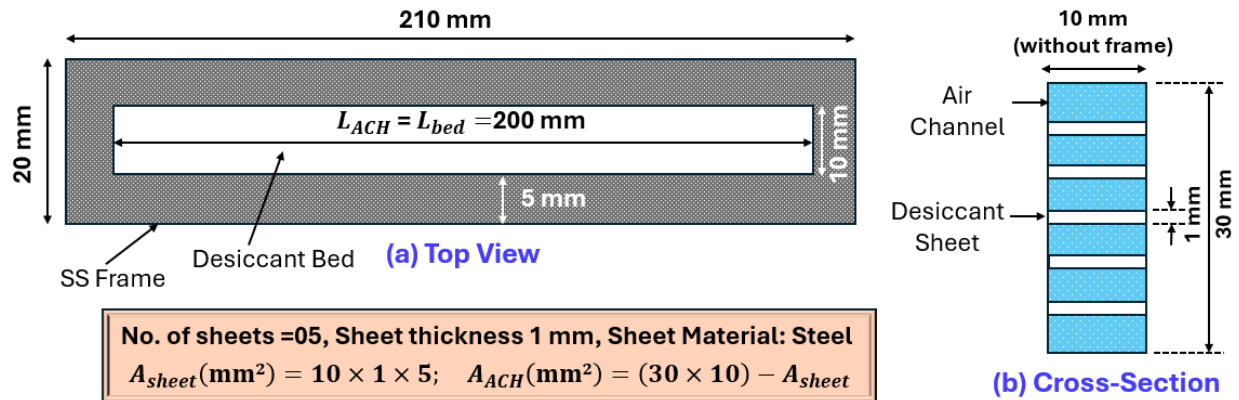 210 mm
20 mm
L_ACH = L_bed =200 mm
10 mm
5 mm
SS Frame
Desiccant Bed
(a) Top View
No. of sheets =05, Sheet thickness 1 mm, Sheet Material: Steel
A_sheet(mm²) = 10 × 1 × 5; A_ACH(mm²) = (30 × 10) − A_sheet
10 mm
(without frame)
Air
Channel
Desiccant
Sheet
1 mm
30 mm
(b) Cross-Section